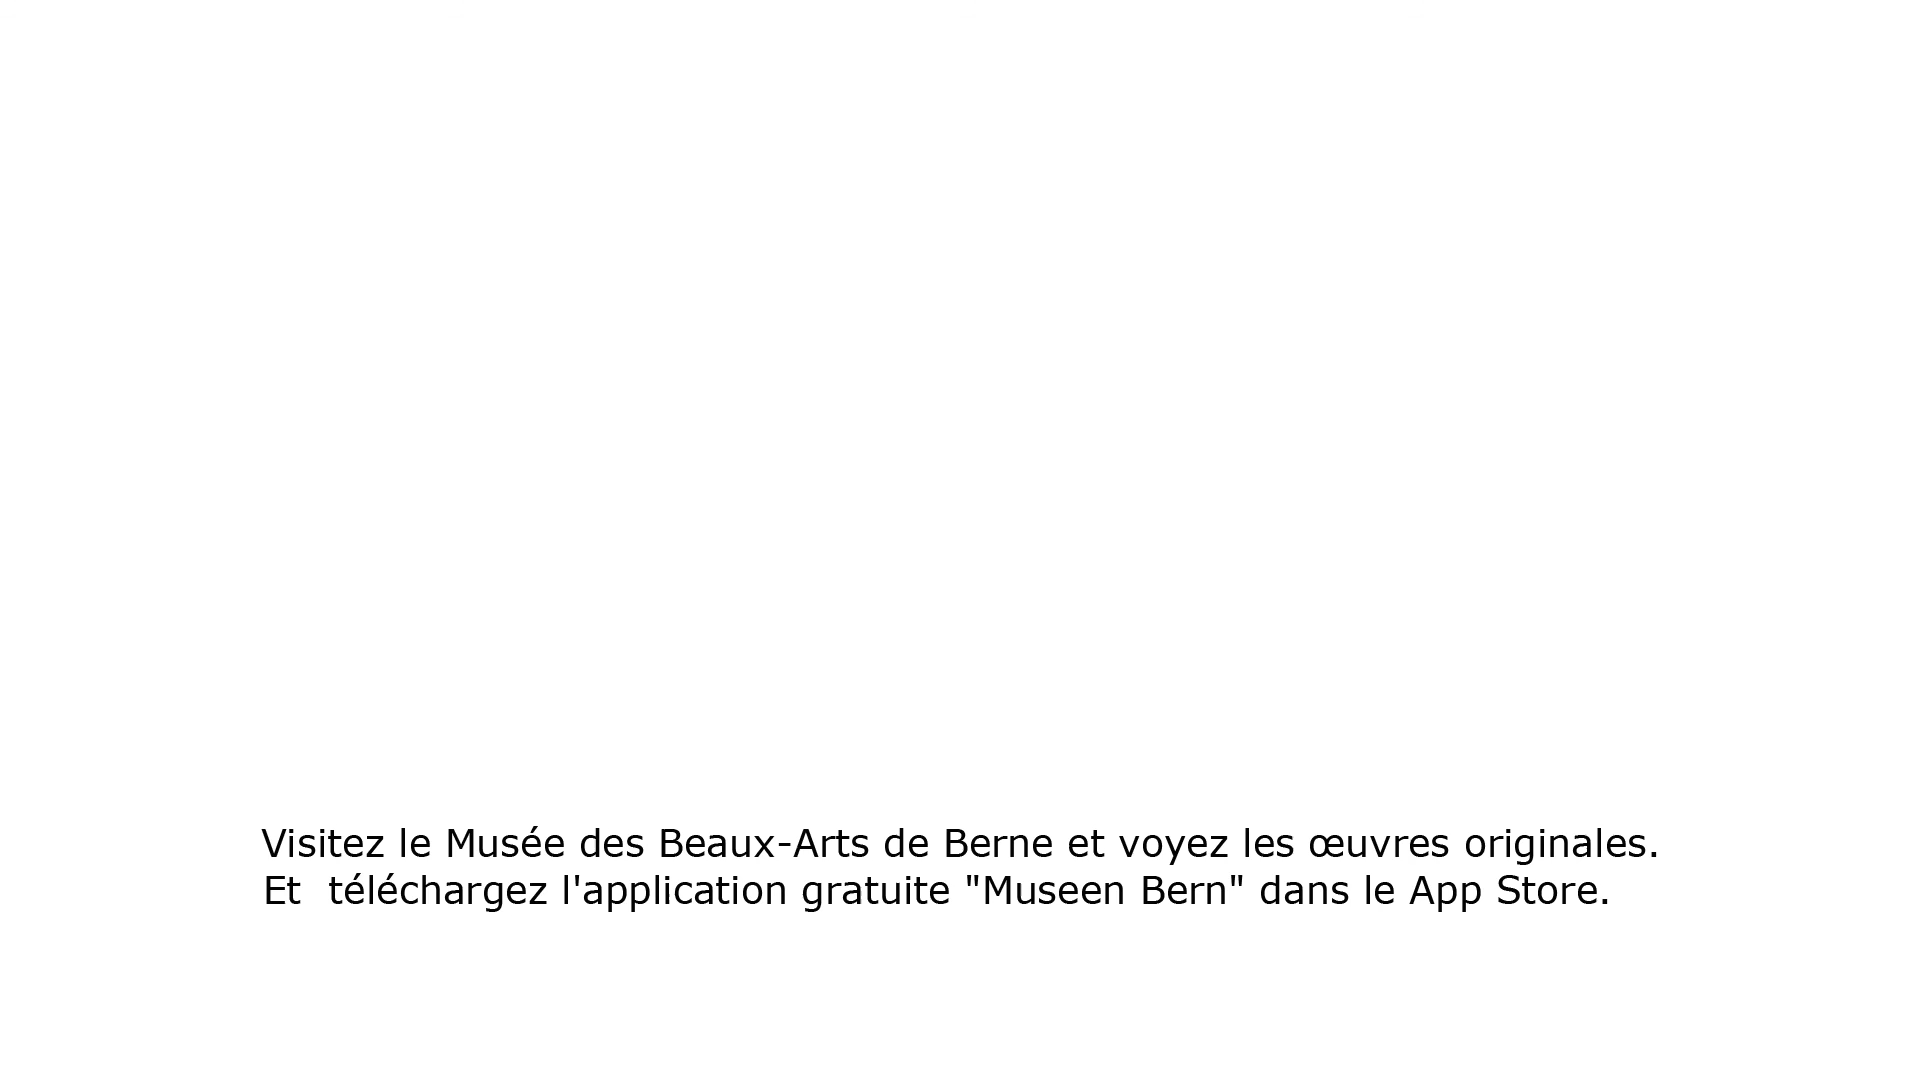 Visitez le Musée des Beaux-Arts de Berne et voyez les œuvres originales.
Et  téléchargez l'application gratuite "Museen Bern" dans le App Store.